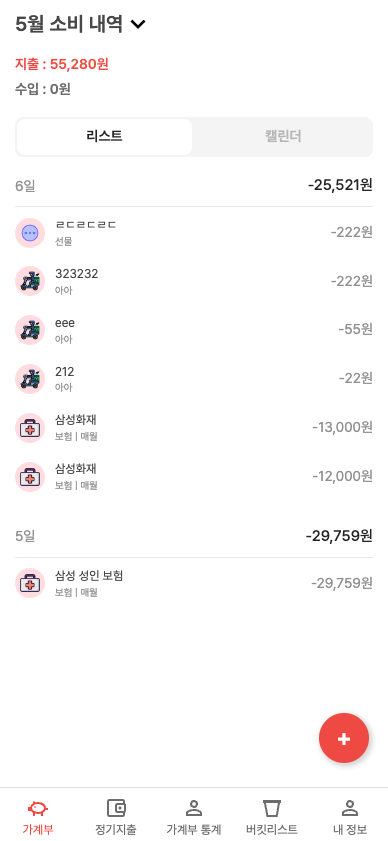 5월 소비 내역
지출 : 55,280원
수입 : 0원
리스트
캘린더
6일
-25,521원
ㄹㄷㄹㄷㄹㄷ
-222원
선물
323232
-222원
아아
eee
-55원
아아
212
-22원
아아
삼성화재
-13,000원
보험 | 매월
삼성화재
-12,000원
보험 | 매월
5일
-29,759원
삼성 성인 보험
-29,759원
보험 | 매월
가계부
정기지출
가계부 통계
버킷리스트
내 정보